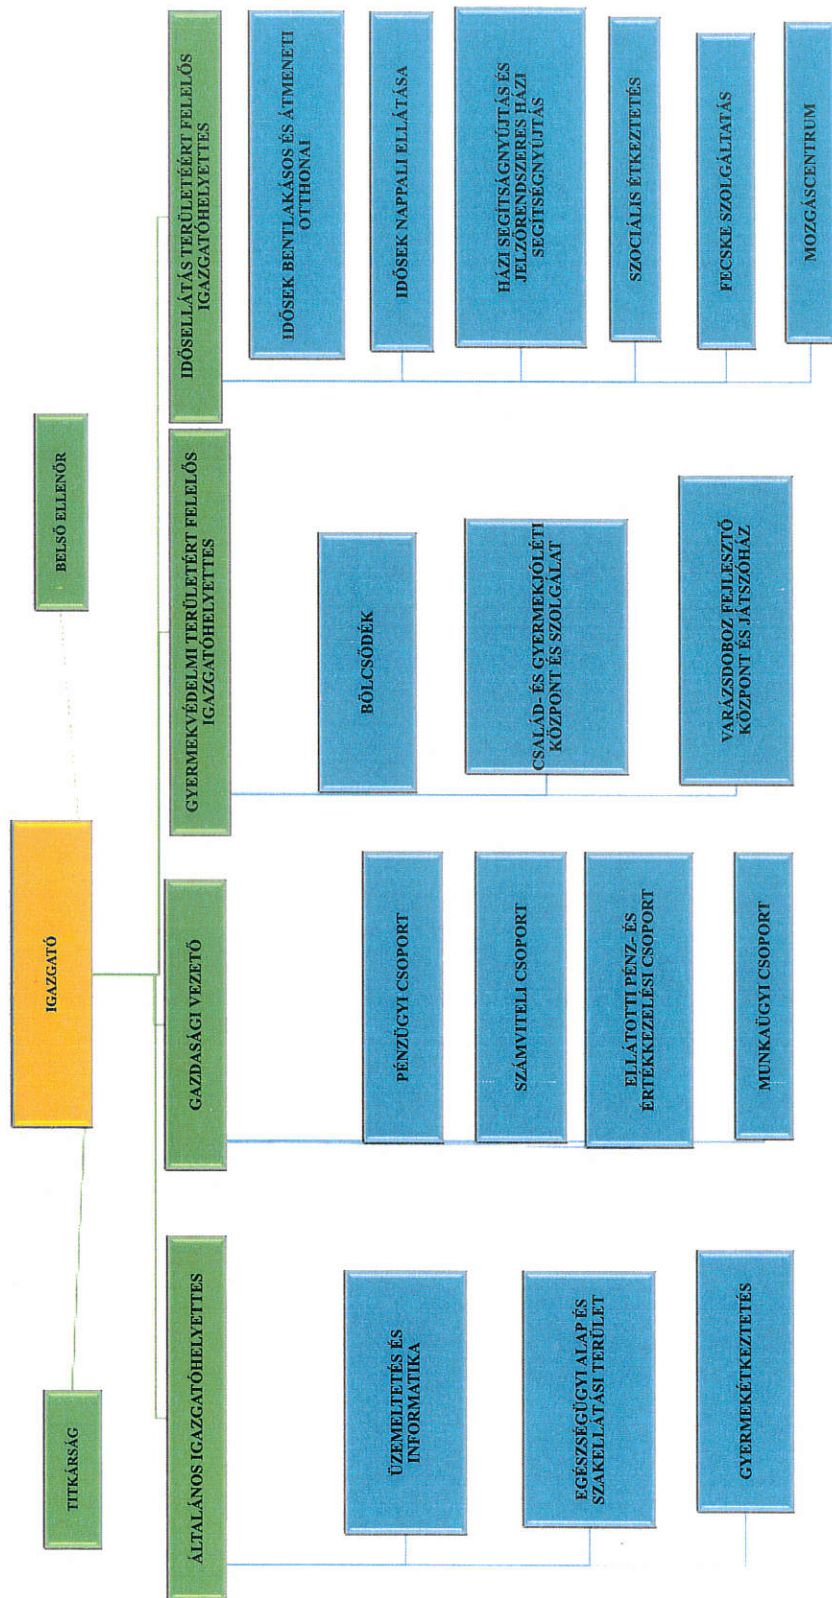 IGAZGATÓ
TITKÁRSÁG
BELSŐ ELLENŐR
ÁLTALÁNOS IGAZGATÓHELYETTES
ÜZEMELTETÉS ÉS
INFORMATIKA
EGÉSZSÉGÜGYI ALAP ÉS
SZAKELLÁTÁSI TERÜLET
GYERMEKÉTKEZTETÉS
GAZDASÁGI VEZETŐ
PÉNZÜGYI CSOPORT
SZÁMVITELI CSOPORT
ELLÁTOTTI PÉNZ- ÉS
ÉRTÉKKEZELÉSI CSOPORT
MUNKAÜGYI CSOPORT
GYERMEKVÉDELMI TERÜLETÉRT FELELŐS
IGAZGATÓHELYETTES
BÖLCSŐDÉK
CSALÁD- ÉS GYERMEKJÓLÉTI
KÖZPONT ÉS SZOLGÁLAT
VARÁZSDOBOZ FEJLESZTŐ
KÖZPONT ÉS JÁTSZÓHÁZ
IDŐSELLÁTÁS TERÜLETÉÉRT FELELŐS
IGAZGATÓHELYETTES
IDŐSEK BENTLAKÁSOS ÉS ÁTMENETI
OTTHONAI
IDŐSEK NAPPALI ELLÁTÁSA
HÁZI SEGÍTSÁGNYÚJTÁS ÉS
JELZŐRENDSZERES HÁZI
SEGÍTSÉGNYÚJTÁS
SZOCIÁLIS ÉTKEZTETÉS
FECSKE SZOLGÁLTATÁS
MOZGÁSCENTRUM